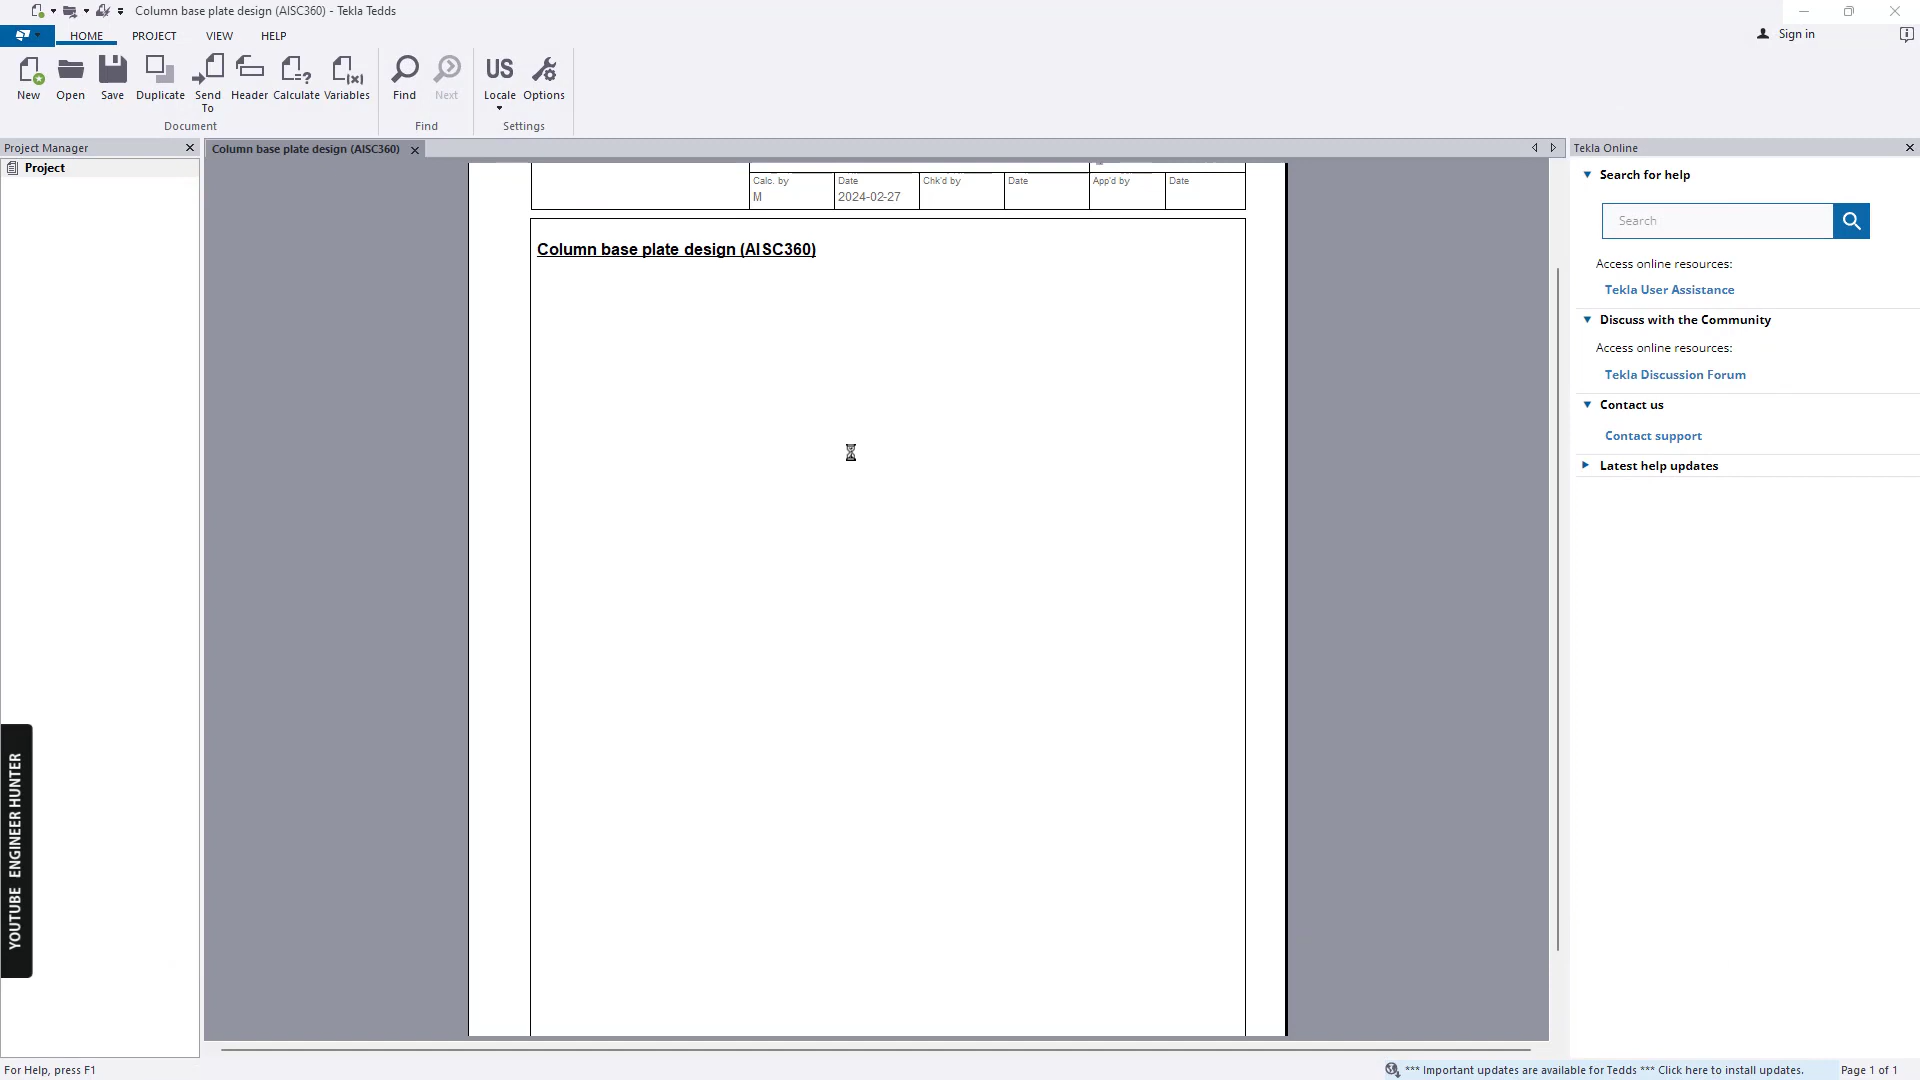 Column base plate design (AISC360) - Tekla Tedds
HOME PROJECT VIEW HELP
Sign in
New Open Save Duplicate Send To Header Calculate Variables
Find Next
US Locale Options
Document Find Settings
Project Manager
Project
Column base plate design (AISC360)
Calc. by
M
Date
2024-02-27
Chk'd by
Date
App'd by
Date
Column base plate design (AISC360)
Tekla Online
Search for help
Search
Access online resources:
Tekla User Assistance
Discuss with the Community
Access online resources:
Tekla Discussion Forum
Contact us
Contact support
Latest help updates
YOUTUBE ENGINEER HUNTER
For Help, press F1
*** Important updates are available for Tedds *** Click here to install updates.
Page 1 of 1